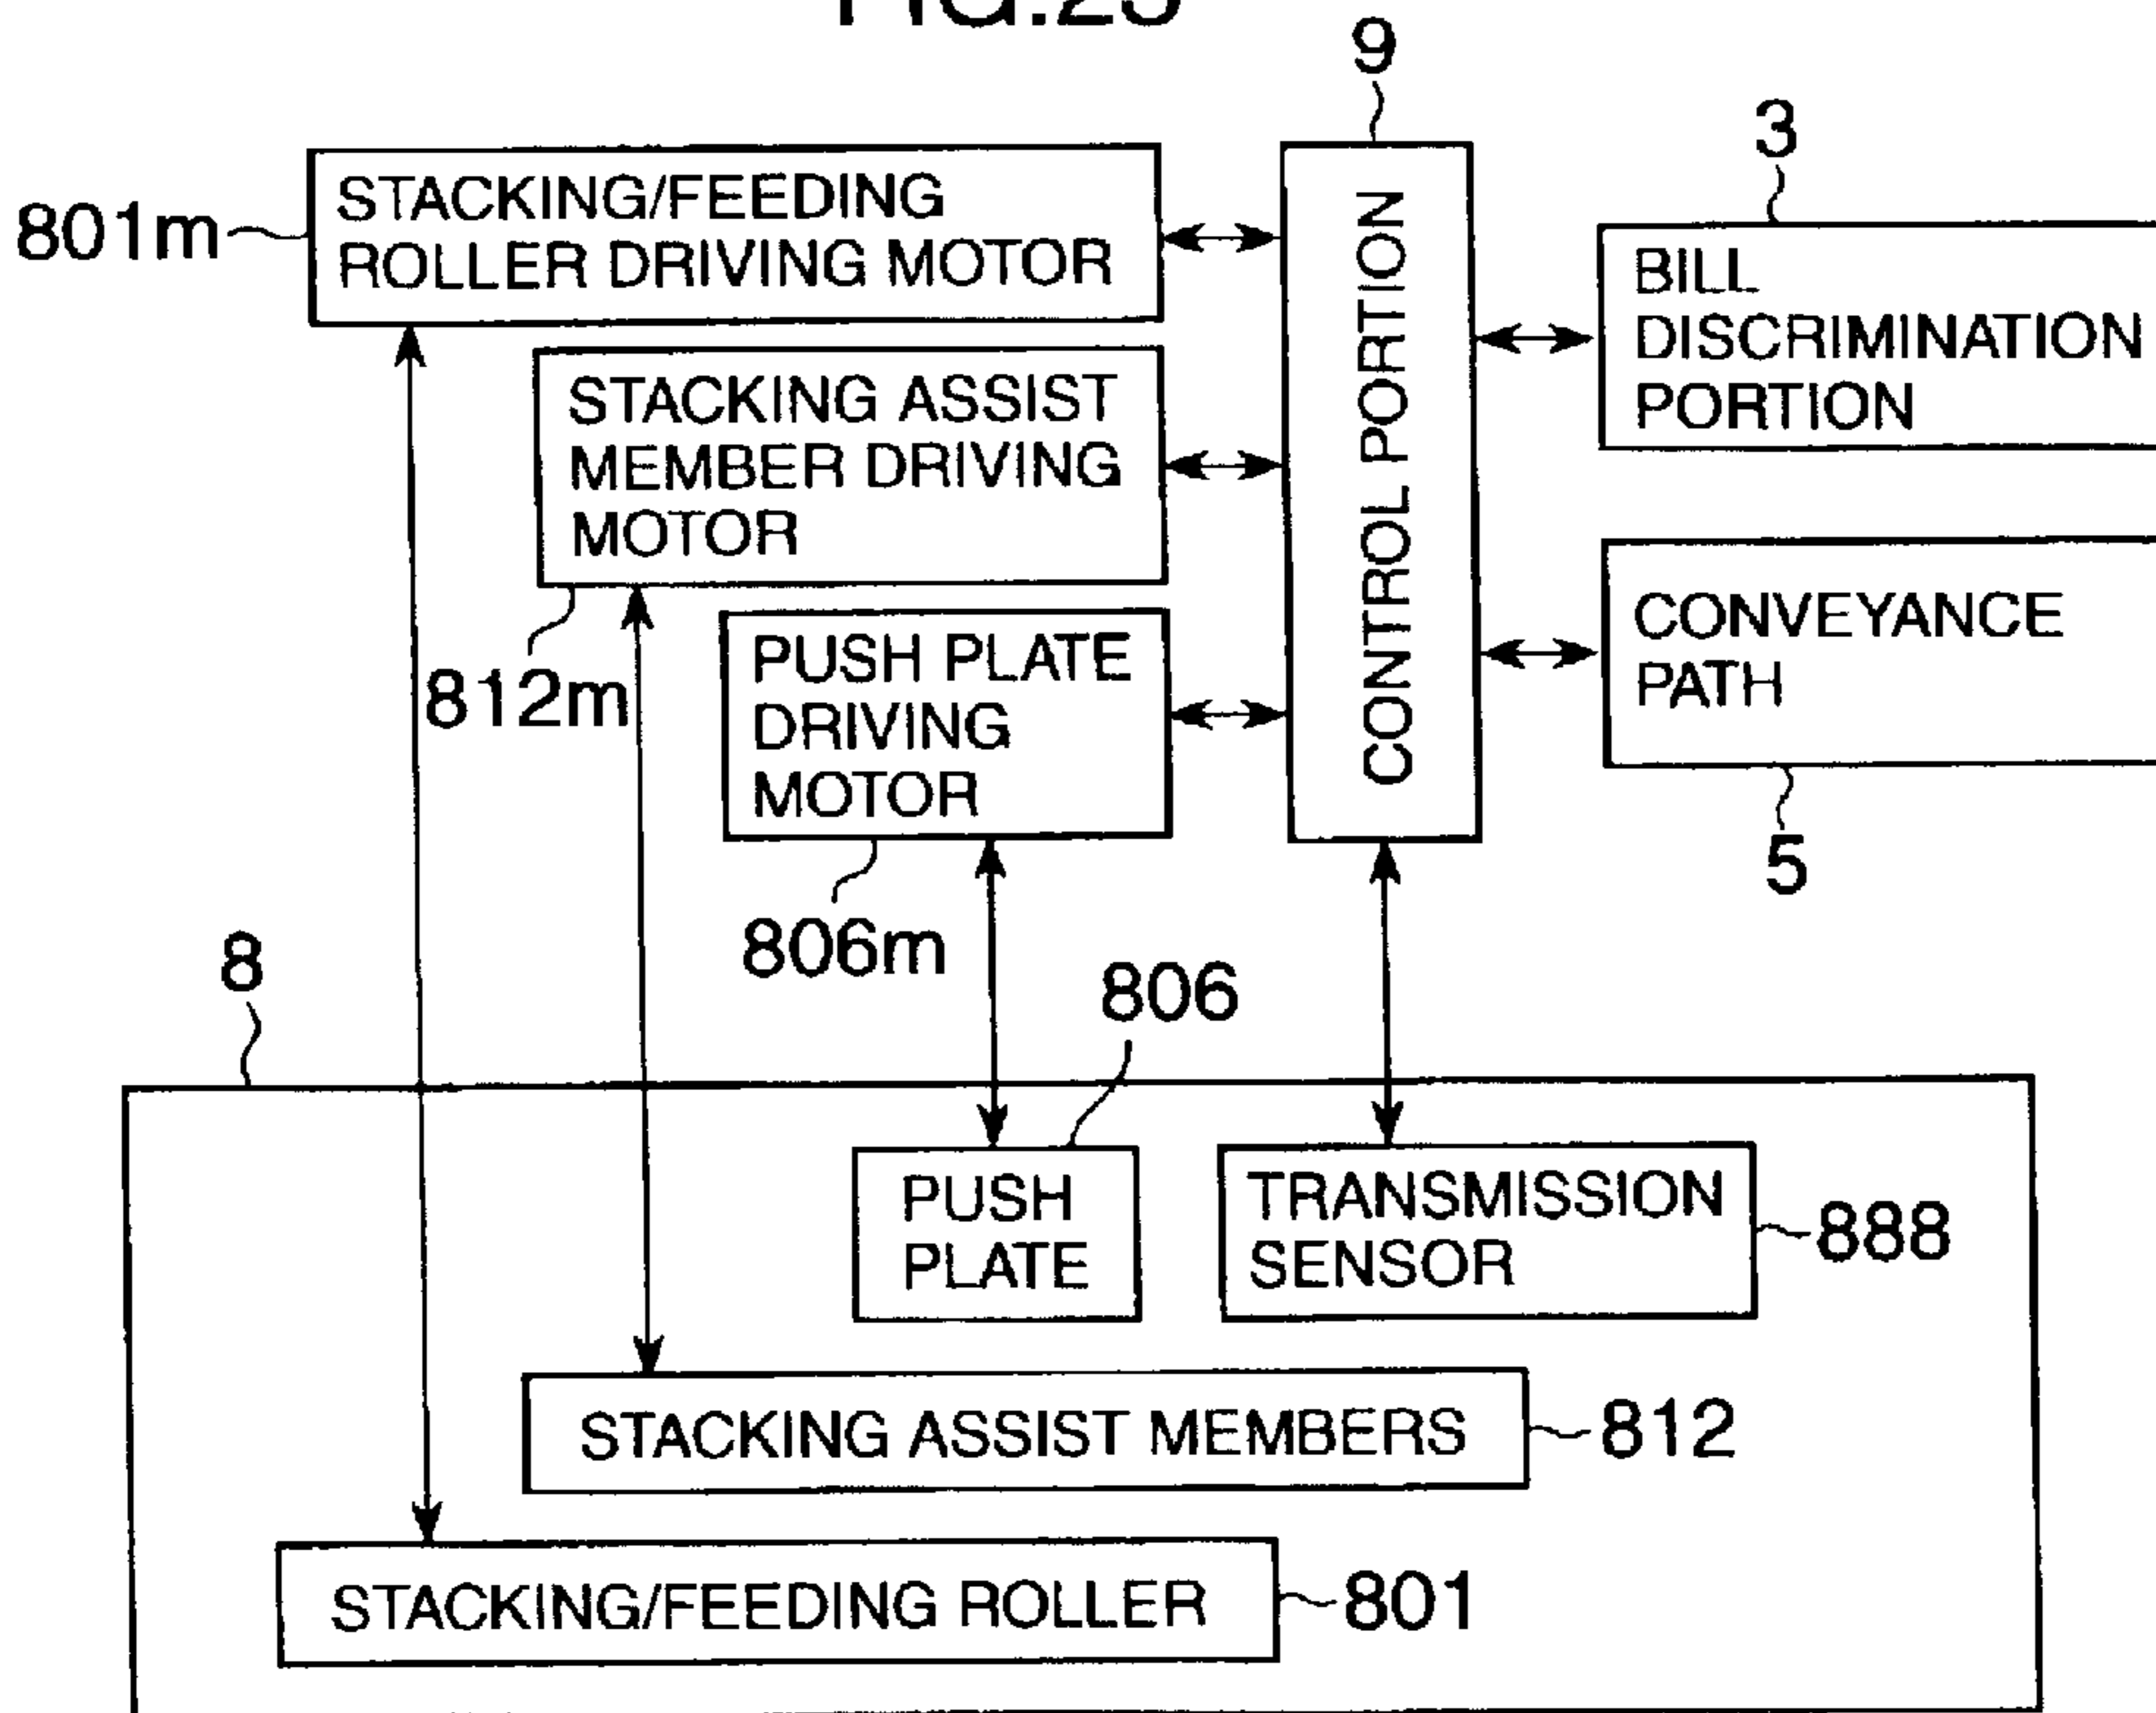 FIG.23
9
3
801m
STACKING/FEEDING
ROLLER DRIVING MOTOR
CONTROL PORTION
BILL
DISCRIMINATION
PORTION
STACKING ASSIST
MEMBER DRIVING
MOTOR
812m
PUSH PLATE
DRIVING
MOTOR
CONVEYANCE
PATH
5
806m
8
806
PUSH
PLATE
TRANSMISSION
SENSOR
888
STACKING ASSIST MEMBERS
812
STACKING/FEEDING ROLLER
801